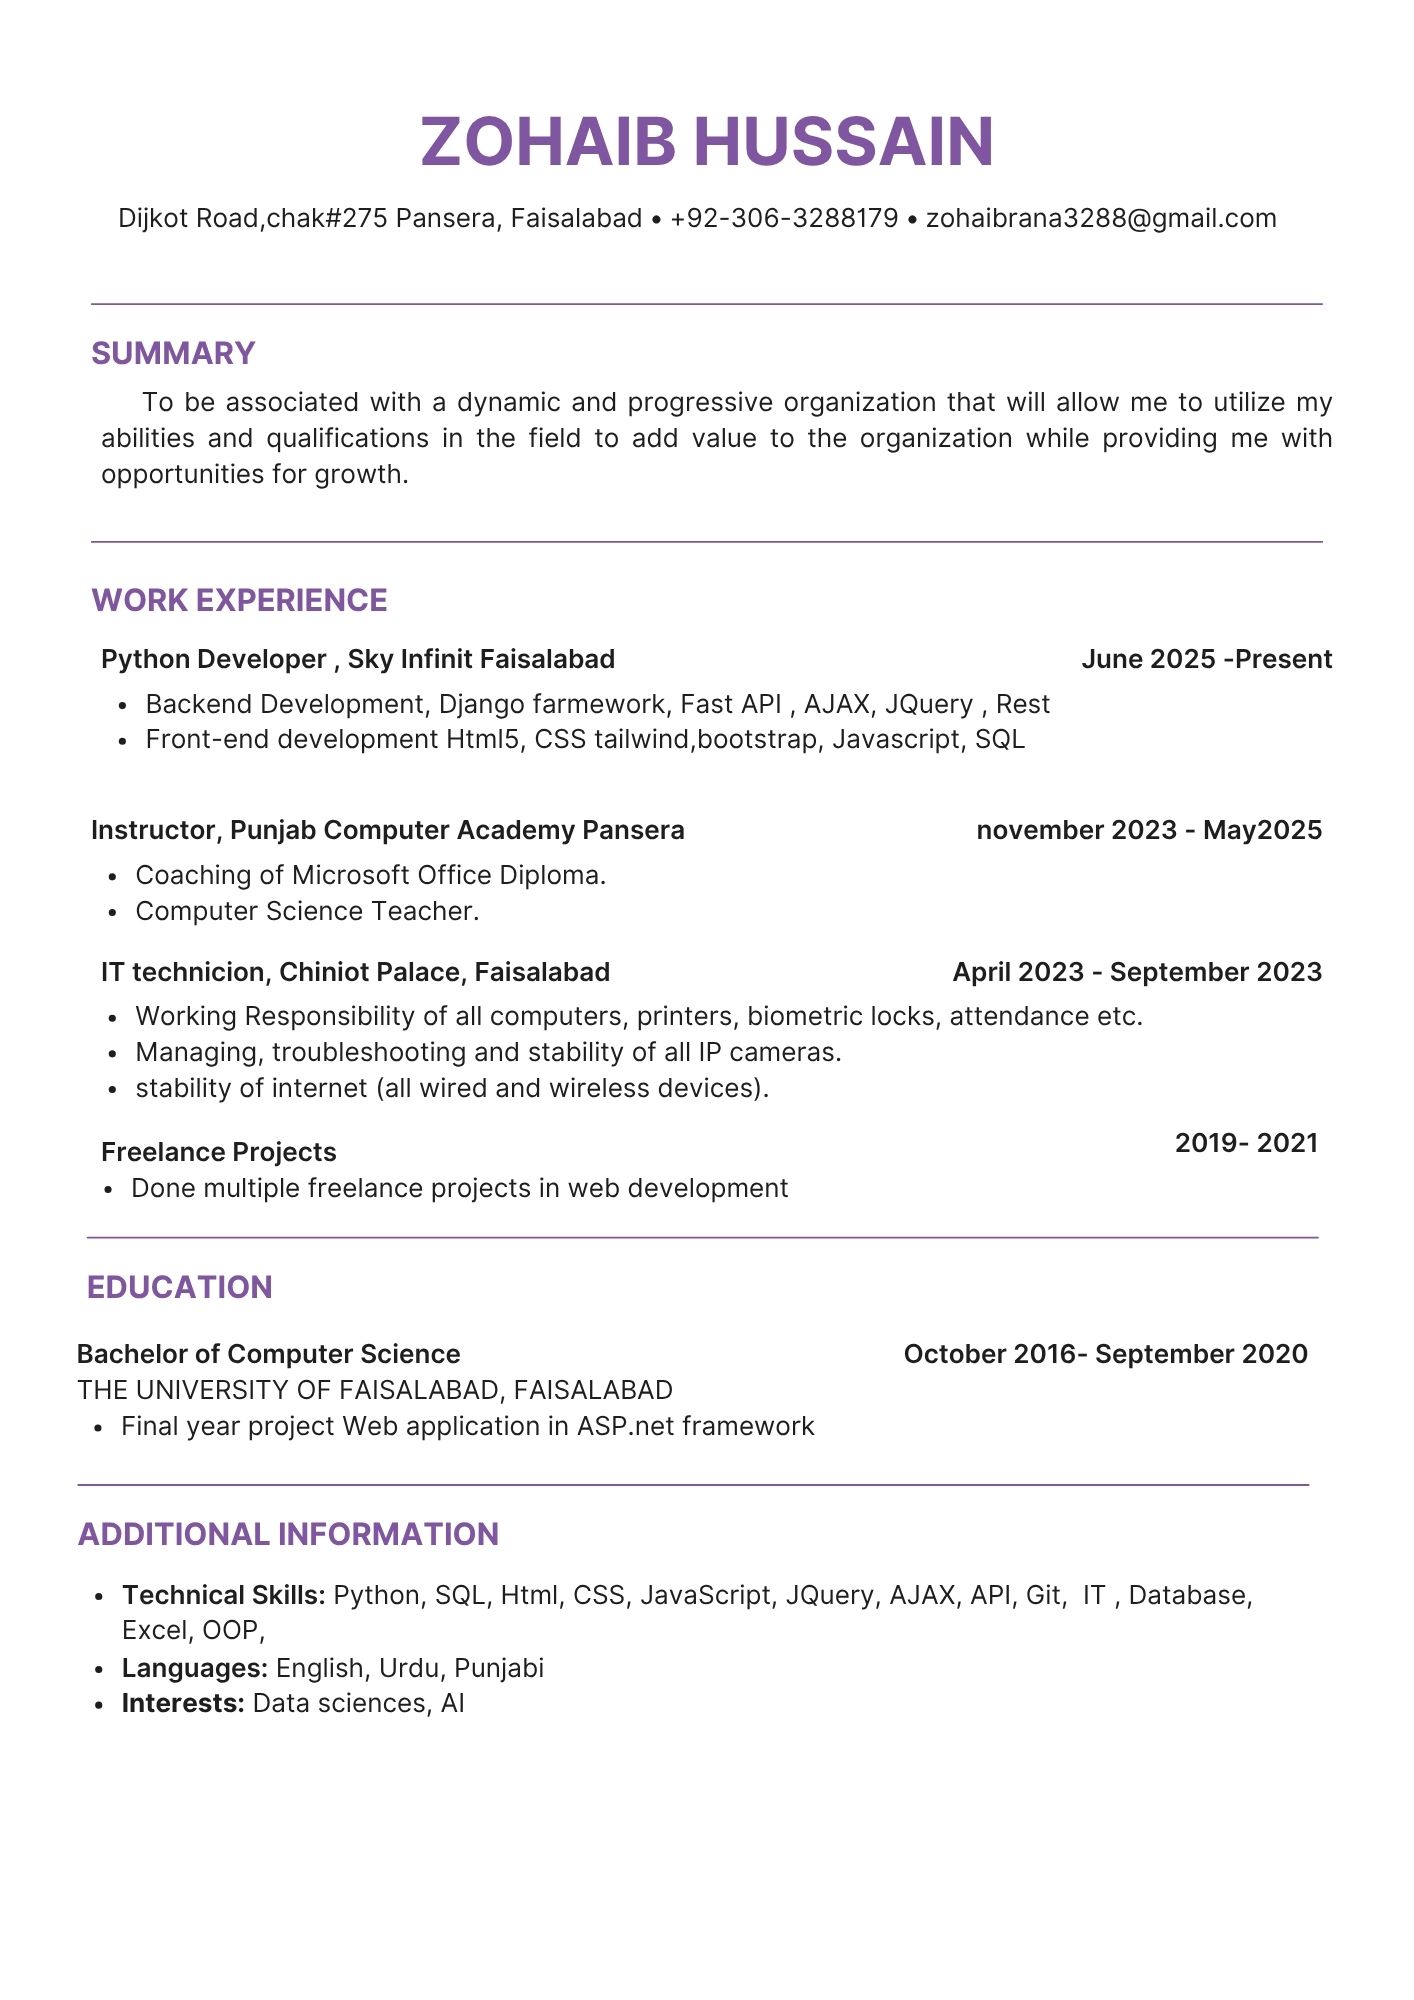 ZOHAIB HUSSAIN
Dijkot Road,chak#275 Pansera, Faisalabad • +92-306-3288179 • zohaibrana3288@gmail.com
SUMMARY
To be associated with a dynamic and progressive organization that will allow me to utilize my
abilities and qualifications in the field to add value to the organization while providing me with
opportunities for growth.
WORK EXPERIENCE
Python Developer , Sky Infinit Faisalabad June 2025 -Present
• Backend Development, Django farmework, Fast API , AJAX, JQuery , Rest
• Front-end development Html5, CSS tailwind,bootstrap, Javascript, SQL
Instructor, Punjab Computer Academy Pansera november 2023 - May2025
• Coaching of Microsoft Office Diploma.
• Computer Science Teacher.
IT technicion, Chiniot Palace, Faisalabad April 2023 - September 2023
• Working Responsibility of all computers, printers, biometric locks, attendance etc.
• Managing, troubleshooting and stability of all IP cameras.
• stability of internet (all wired and wireless devices).
Freelance Projects 2019- 2021
• Done multiple freelance projects in web development
EDUCATION
Bachelor of Computer Science October 2016- September 2020
THE UNIVERSITY OF FAISALABAD, FAISALABAD
• Final year project Web application in ASP.net framework
ADDITIONAL INFORMATION
• Technical Skills: Python, SQL, Html, CSS, JavaScript, JQuery, AJAX, API, Git,  IT , Database,
Excel, OOP,
• Languages: English, Urdu, Punjabi
• Interests: Data sciences, AI